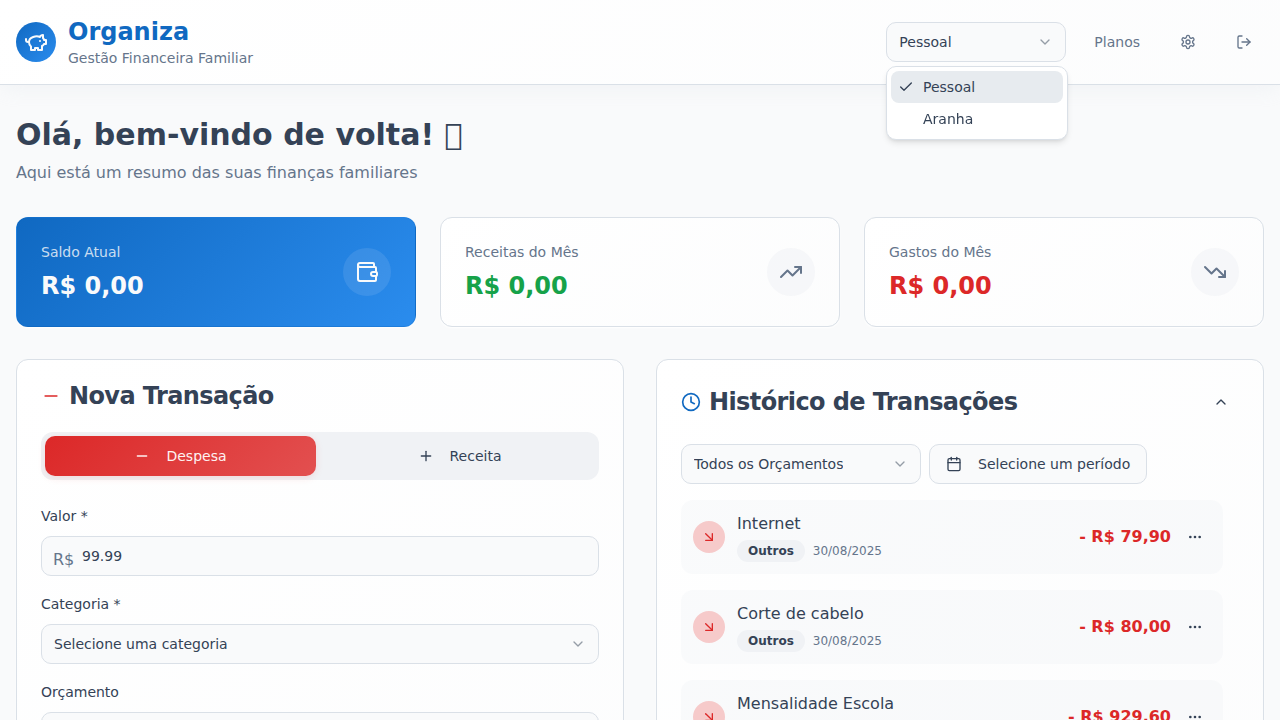 Organiza
Gestão Financeira Familiar
Pessoal
Planos
Pessoal
Aranha
Olá, bem-vindo de volta!
Aqui está um resumo das suas finanças familiares
Saldo Atual
R$ 0,00
Receitas do Mês
R$ 0,00
Gastos do Mês
R$ 0,00
Nova Transação
Despesa
Receita
Valor *
R$ 99.99
Categoria *
Selecione uma categoria
Orçamento
Histórico de Transações
Todos os Orçamentos
Selecione um período
Internet
Outros 30/08/2025
- R$ 79,90
Corte de cabelo
Outros 30/08/2025
- R$ 80,00
Mensalidade Escola
- R$ 929,60